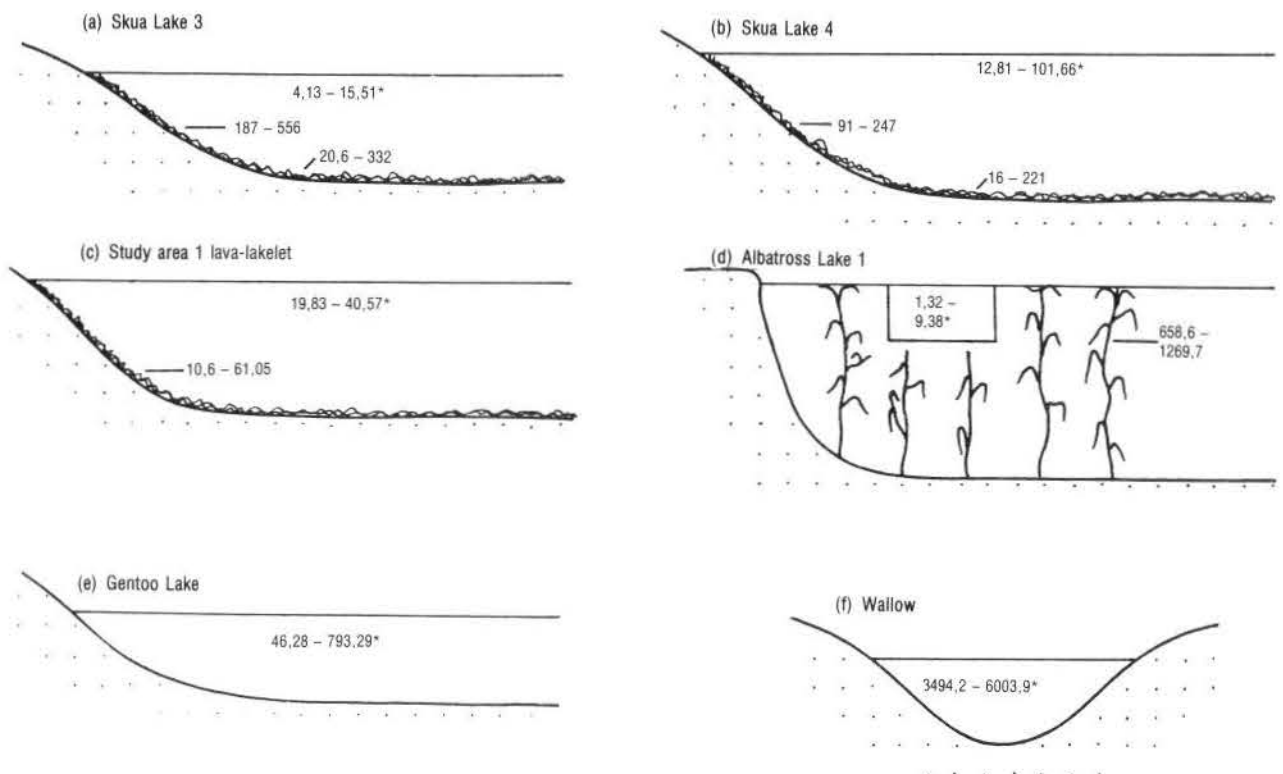 (a) Skua Lake 3
4,13 – 15,51*
187 – 556
20,6 – 332
(b) Skua Lake 4
12,81 – 101,66*
91 – 247
16 – 221
(c) Study area 1 lava-lakelet
19,83 – 40,57*
10,6 – 61,05
(d) Albatross Lake 1
1,32 –
9,38*
658,6 –
1269,7
(e) Gentoo Lake
46,28 – 793,29*
(f) Wallow
3494,2 – 6003,9*